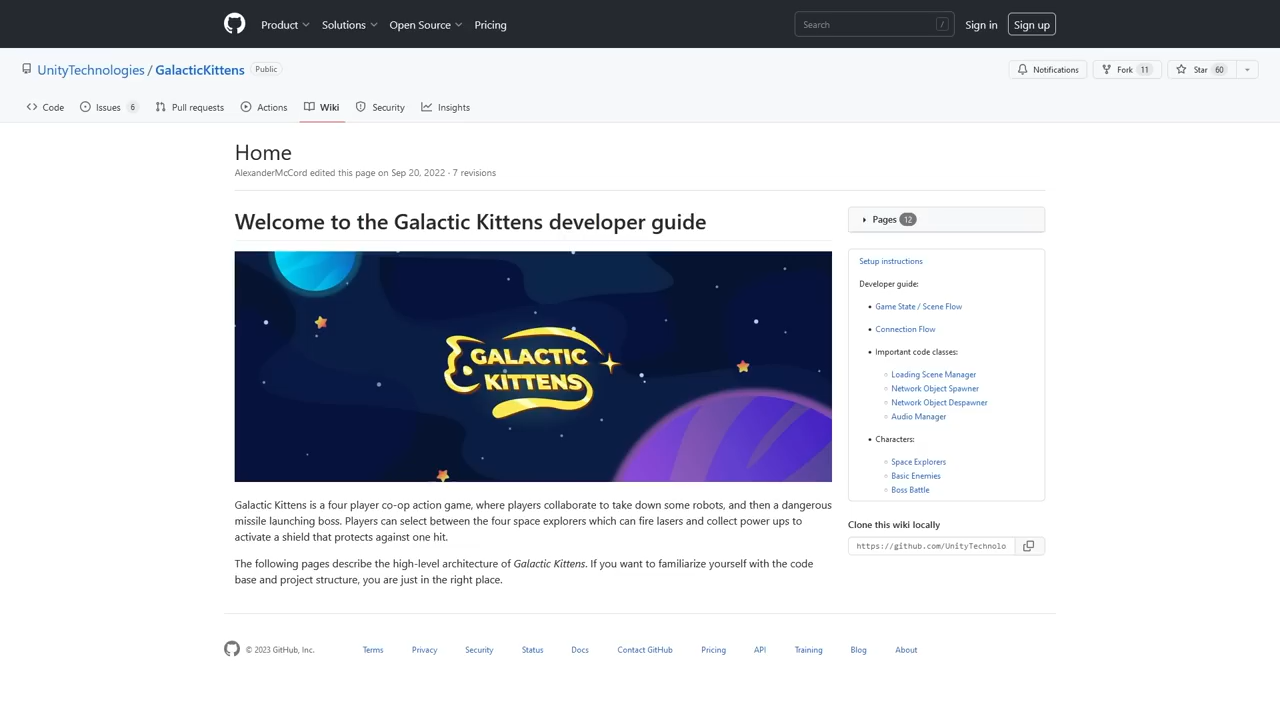 Product Solutions Open Source Pricing Search / Sign in Sign up
UnityTechnologies / GalacticKittens Public Notifications Fork 11 Star 60
Code Issues 6 Pull requests Actions Wiki Security Insights
Home
AlexanderMcCord edited this page on Sep 20, 2022 · 7 revisions
Welcome to the Galactic Kittens developer guide
GALACTIC
KITTENS
Galactic Kittens is a four player co-op action game, where players collaborate to take down some robots, and then a dangerous
missile launching boss. Players can select between the four space explorers which can fire lasers and collect power ups to
activate a shield that protects against one hit.
The following pages describe the high-level architecture of Galactic Kittens. If you want to familiarize yourself with the code
base and project structure, you are just in the right place.
Pages 12
Setup instructions
Developer guide:
• Game State / Scene Flow
• Connection Flow
• Important code classes:
○ Loading Scene Manager
○ Network Object Spawner
○ Network Object Despawner
○ Audio Manager
• Characters:
○ Space Explorers
○ Basic Enemies
○ Boss Battle
Clone this wiki locally
https://github.com/UnityTechnolo
© 2023 GitHub, Inc. Terms Privacy Security Status Docs Contact GitHub Pricing API Training Blog About